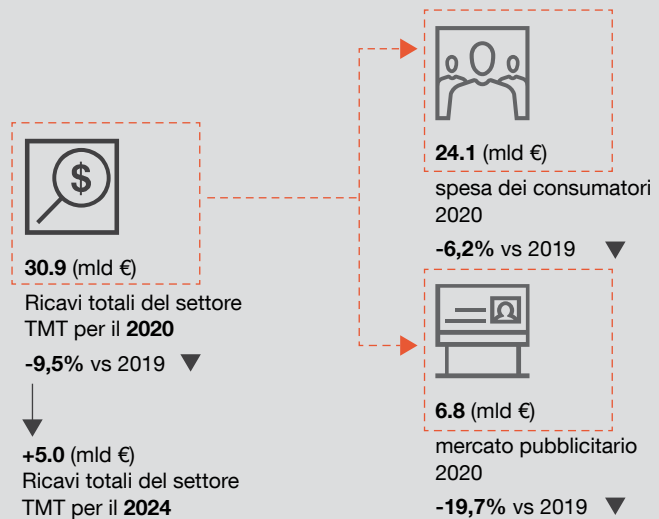 $
30.9 (mld €)
Ricavi totali del settore
TMT per il 2020
-9,5% vs 2019
+5.0 (mld €)
Ricavi totali del settore
TMT per il 2024
24.1 (mld €)
spesa dei consumatori
2020
-6,2% vs 2019
6.8 (mld €)
mercato pubblicitario
2020
-19,7% vs 2019